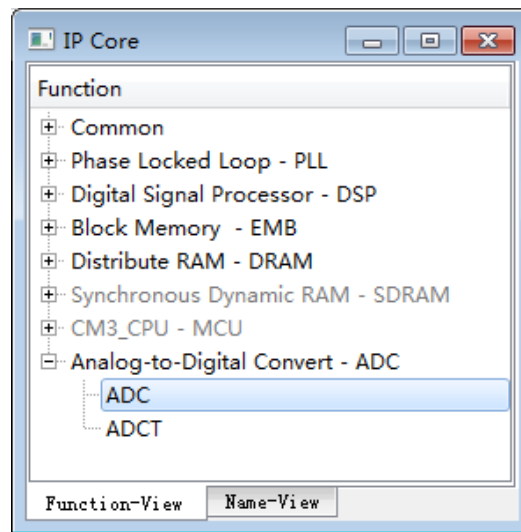 IP Core
Function
Common
Phase Locked Loop - PLL
Digital Signal Processor - DSP
Block Memory - EMB
Distribute RAM - DRAM
Synchronous Dynamic RAM - SDRAM
CM3_CPU - MCU
Analog-to-Digital Convert - ADC
ADC
ADCT
Function-View Name-View